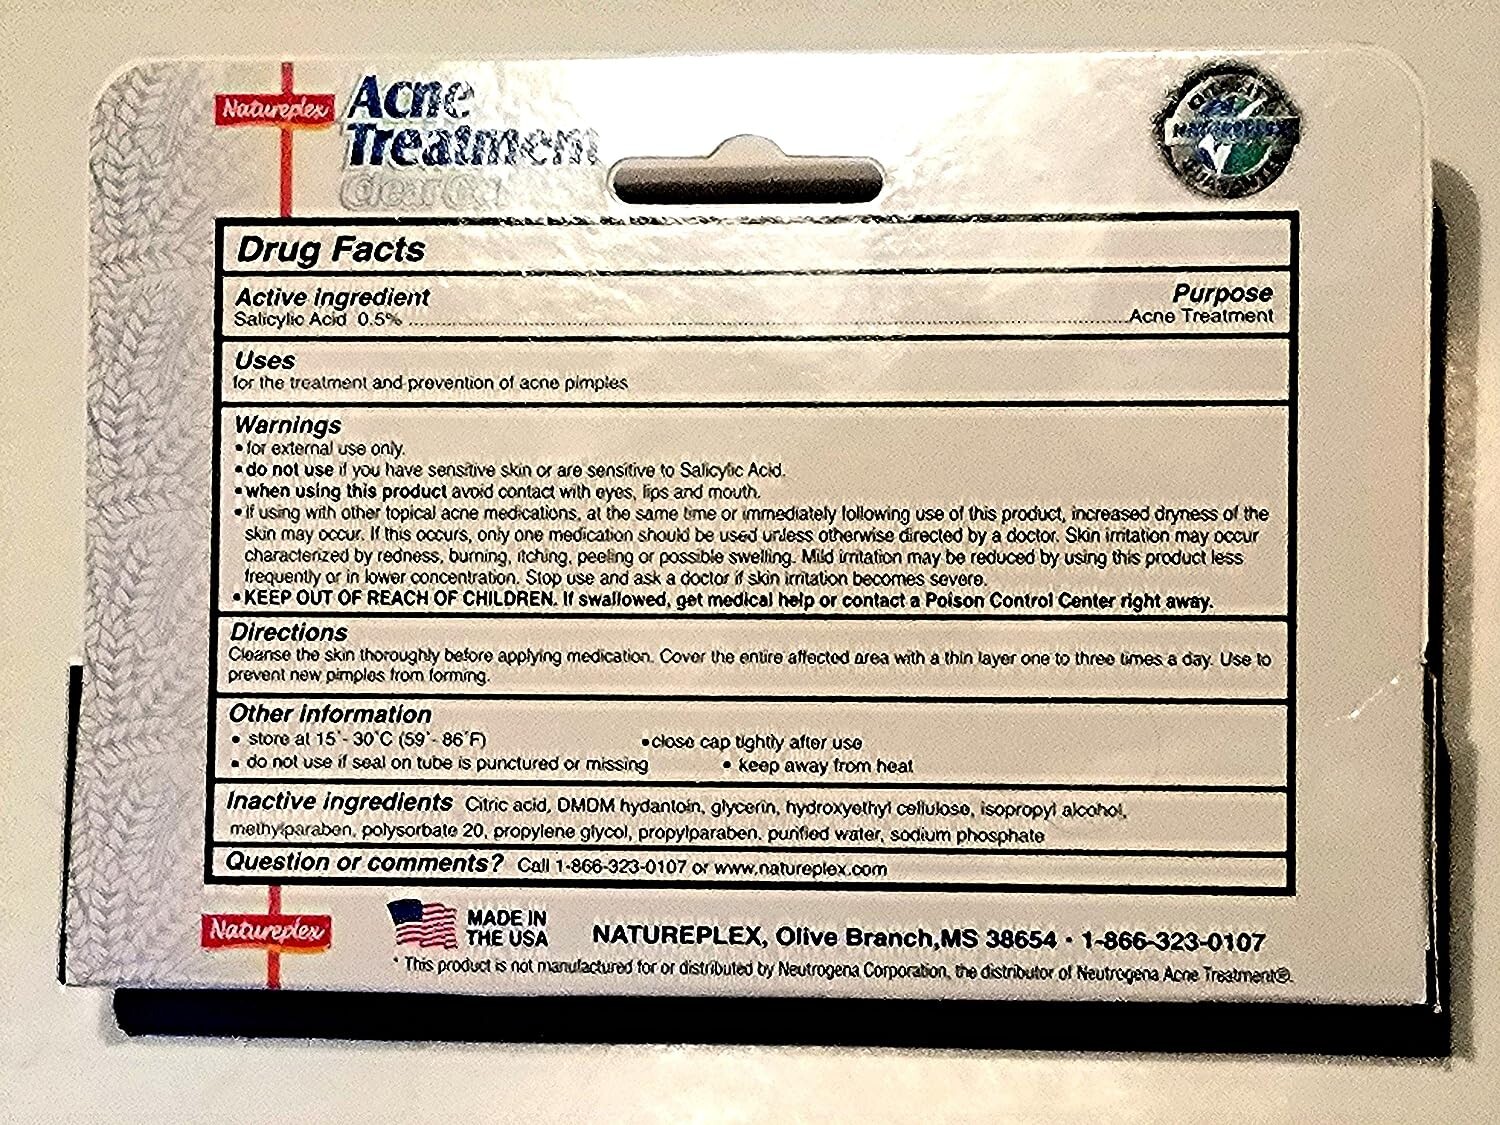 Natureplex
Acne
Treatment
Clear Gel
QUALITY
NATUREPLEX
GUARANTEE
Drug Facts
Active ingredient Purpose
Salicylic Acid 0.5% ........ Acne Treatment
Uses
for the treatment and prevention of acne pimples
Warnings
• for external use only.
• do not use if you have sensitive skin or are sensitive to Salicylic Acid.
• when using this product avoid contact with eyes, lips and mouth.
• If using with other topical acne medications, at the same time or immediately following use of this product, increased dryness of the
skin may occur. If this occurs, only one medication should be used unless otherwise directed by a doctor. Skin irritation may occur
characterized by redness, burning, itching, peeling or possible swelling. Mild irritation may be reduced by using this product less
frequently or in lower concentration. Stop use and ask a doctor if skin irritation becomes severe.
• KEEP OUT OF REACH OF CHILDREN. If swallowed, get medical help or contact a Poison Control Center right away.
Directions
Cleanse the skin thoroughly before applying medication. Cover the entire affected area with a thin layer one to three times a day. Use to
prevent new pimples from forming.
Other information
• store at 15°- 30°C (59°- 86°F) • close cap tightly after use
• do not use if seal on tube is punctured or missing • keep away from heat
Inactive ingredients Citric acid, DMDM hydantoin, glycerin, hydroxyethyl cellulose, isopropyl alcohol,
methylparaben, polysorbate 20, propylene glycol, propylparaben, purified water, sodium phosphate
Question or comments? Call 1-866-323-0107 or www.natureplex.com
Natureplex
MADE IN
THE USA
NATUREPLEX, Olive Branch,MS 38654 · 1-866-323-0107
* This product is not manufactured for or distributed by Neutrogena Corporation, the distributor of Neutrogena Acne Treatment®.